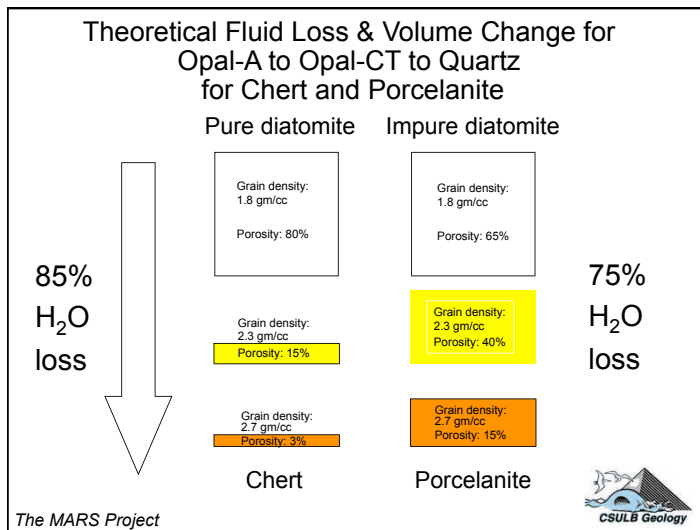 Theoretical Fluid Loss & Volume Change for
Opal-A to Opal-CT to Quartz
for Chert and Porcelanite
Pure diatomite
Impure diatomite
Grain density:
1.8 gm/cc
Porosity: 80%
Grain density:
1.8 gm/cc
Porosity: 65%
85%
H₂O
loss
75%
H₂O
loss
Grain density:
2.3 gm/cc
Porosity: 15%
Grain density:
2.3 gm/cc
Porosity: 40%
Grain density:
2.7 gm/cc
Porosity: 3%
Grain density:
2.7 gm/cc
Porosity: 15%
Chert
Porcelanite
The MARS Project
CSULB Geology